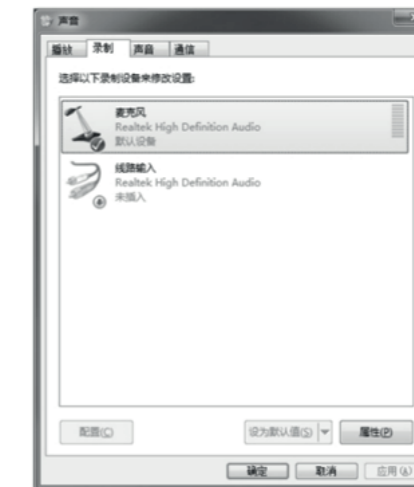 声音
播放 录制 声音 通信
选择以下录制设备来修改设置:
麦克风
Realtek High Definition Audio
默认设备
线路输入
Realtek High Definition Audio
未插入
配置(C) 设为默认值(S) 属性(P)
确定 取消 应用(A)